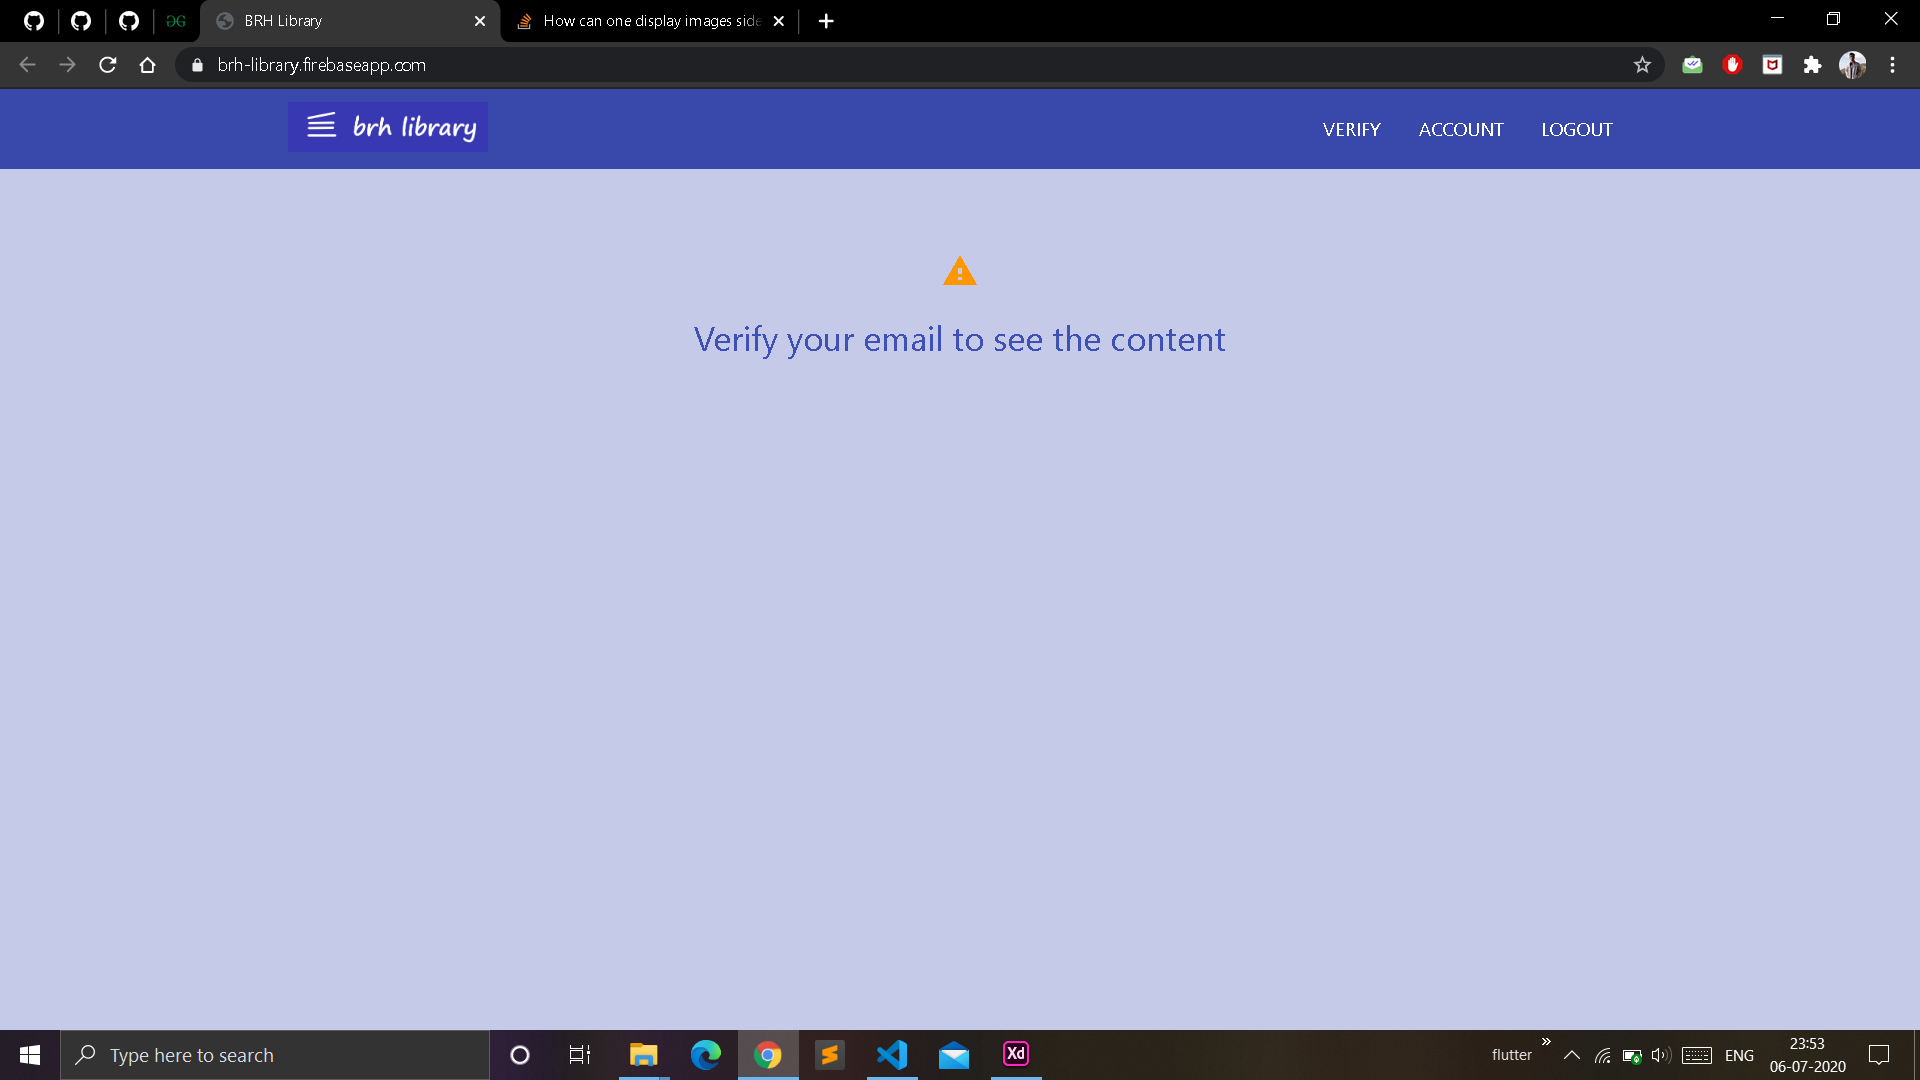 BRH Library
How can one display images side
brh-library.firebaseapp.com
brh library
VERIFY
ACCOUNT
LOGOUT
Verify your email to see the content
Type here to search
Xd
flutter
ENG
23:53
06-07-2020